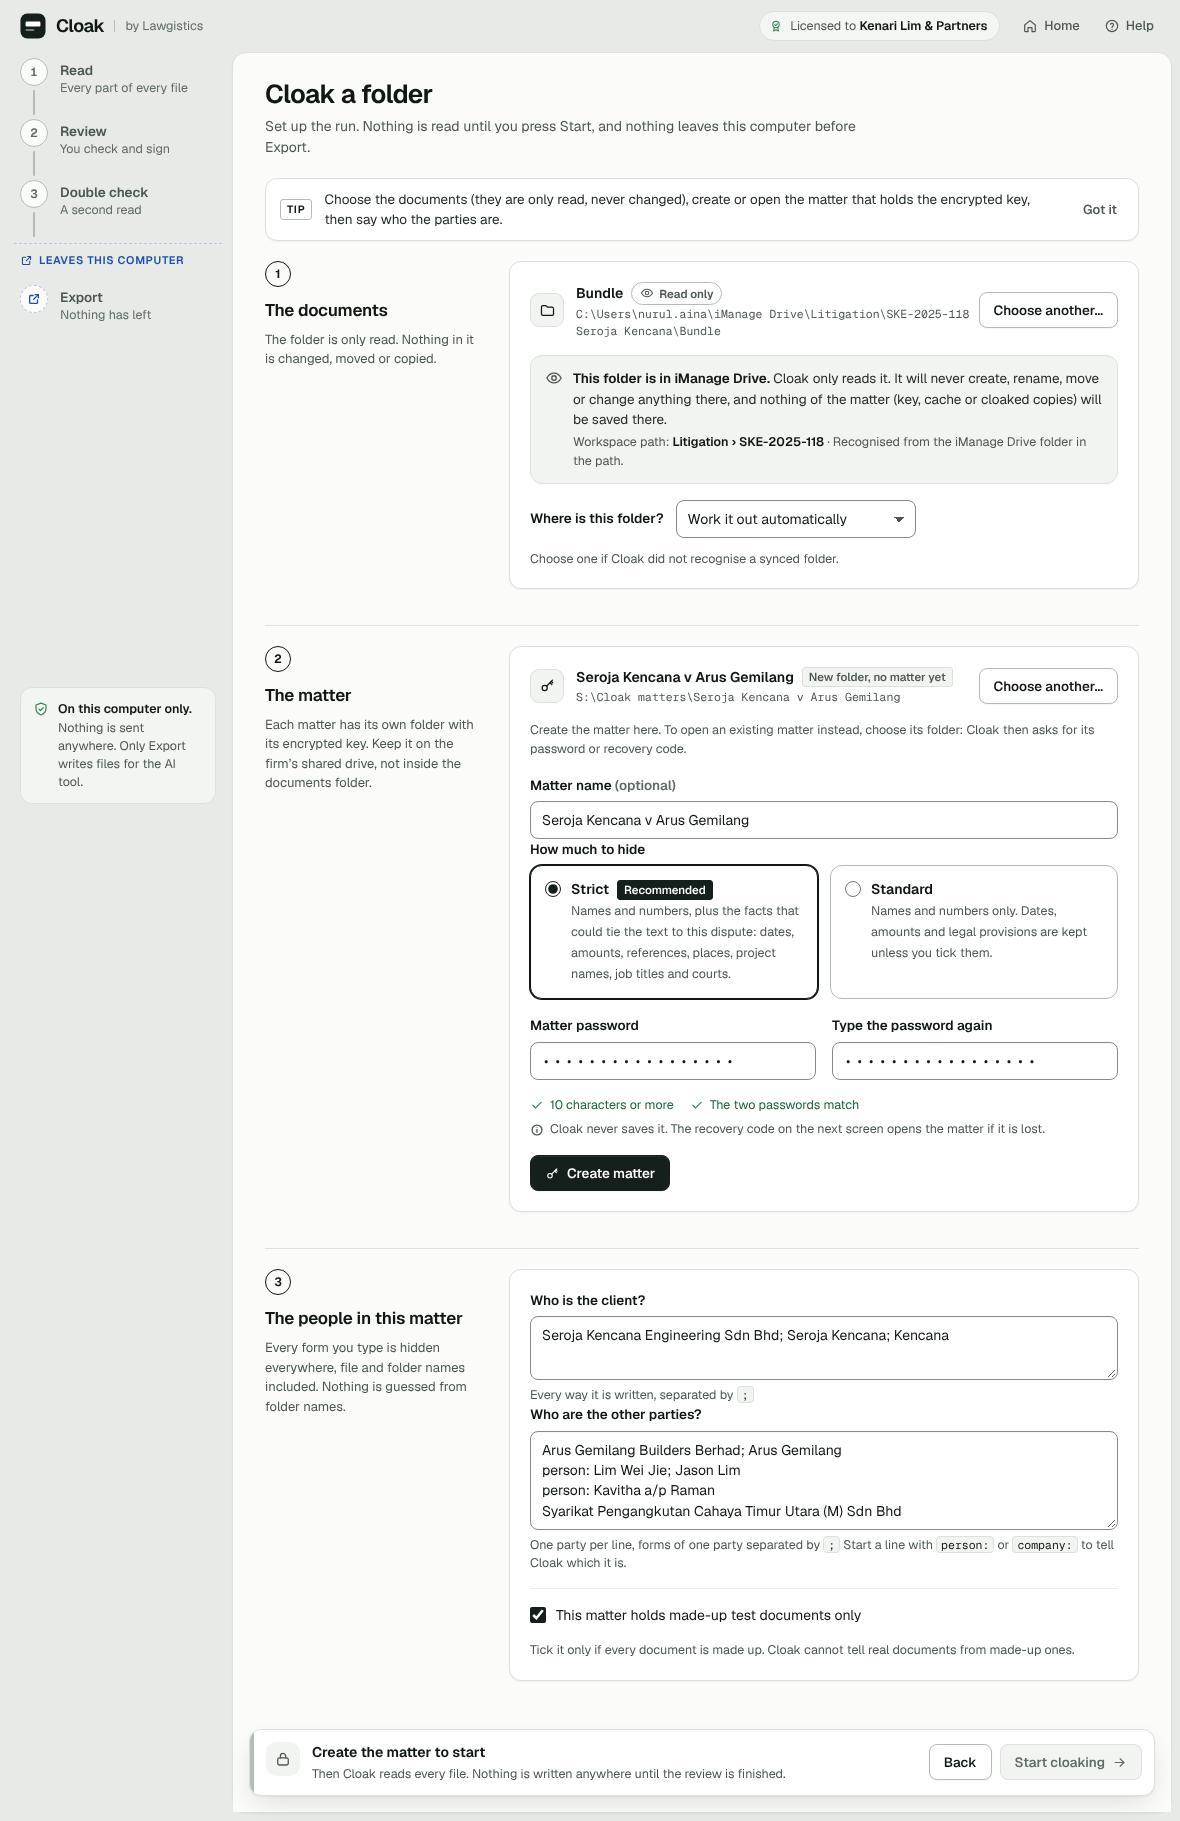 Cloak
by Lawgistics
Licensed to Kenari Lim & Partners
Home
Help
1
Read
Every part of every file
2
Review
You check and sign
3
Double check
A second read
LEAVES THIS COMPUTER
Export
Nothing has left
On this computer only.
Nothing is sent
anywhere. Only Export
writes files for the AI
tool.
Cloak a folder
Set up the run. Nothing is read until you press Start, and nothing leaves this computer before
Export.
TIP
Choose the documents (they are only read, never changed), create or open the matter that holds the encrypted key,
then say who the parties are.
Got it
1
The documents
The folder is only read. Nothing in it
is changed, moved or copied.
Bundle
Read only
C:\Users\nurul.aina\iManage Drive\Litigation\SKE-2025-118
Seroja Kencana\Bundle
Choose another...
This folder is in iManage Drive. Cloak only reads it. It will never create, rename, move
or change anything there, and nothing of the matter (key, cache or cloaked copies) will
be saved there.
Workspace path: Litigation › SKE-2025-118 · Recognised from the iManage Drive folder in
the path.
Where is this folder?
Work it out automatically
Choose one if Cloak did not recognise a synced folder.
2
The matter
Each matter has its own folder with
its encrypted key. Keep it on the
firm's shared drive, not inside the
documents folder.
Seroja Kencana v Arus Gemilang
New folder, no matter yet
S:\Cloak matters\Seroja Kencana v Arus Gemilang
Choose another...
Create the matter here. To open an existing matter instead, choose its folder: Cloak then asks for its
password or recovery code.
Matter name (optional)
Seroja Kencana v Arus Gemilang
How much to hide
Strict
Recommended
Names and numbers, plus the facts that
could tie the text to this dispute: dates,
amounts, references, places, project
names, job titles and courts.
Standard
Names and numbers only. Dates,
amounts and legal provisions are kept
unless you tick them.
Matter password
Type the password again
10 characters or more
The two passwords match
Cloak never saves it. The recovery code on the next screen opens the matter if it is lost.
Create matter
3
The people in this matter
Every form you type is hidden
everywhere, file and folder names
included. Nothing is guessed from
folder names.
Who is the client?
Seroja Kencana Engineering Sdn Bhd; Seroja Kencana; Kencana
Every way it is written, separated by ;
Who are the other parties?
Arus Gemilang Builders Berhad; Arus Gemilang
person: Lim Wei Jie; Jason Lim
person: Kavitha a/p Raman
Syarikat Pengangkutan Cahaya Timur Utara (M) Sdn Bhd
One party per line, forms of one party separated by ; Start a line with person: or company: to tell
Cloak which it is.
This matter holds made-up test documents only
Tick it only if every document is made up. Cloak cannot tell real documents from made-up ones.
Create the matter to start
Then Cloak reads every file. Nothing is written anywhere until the review is finished.
Back
Start cloaking